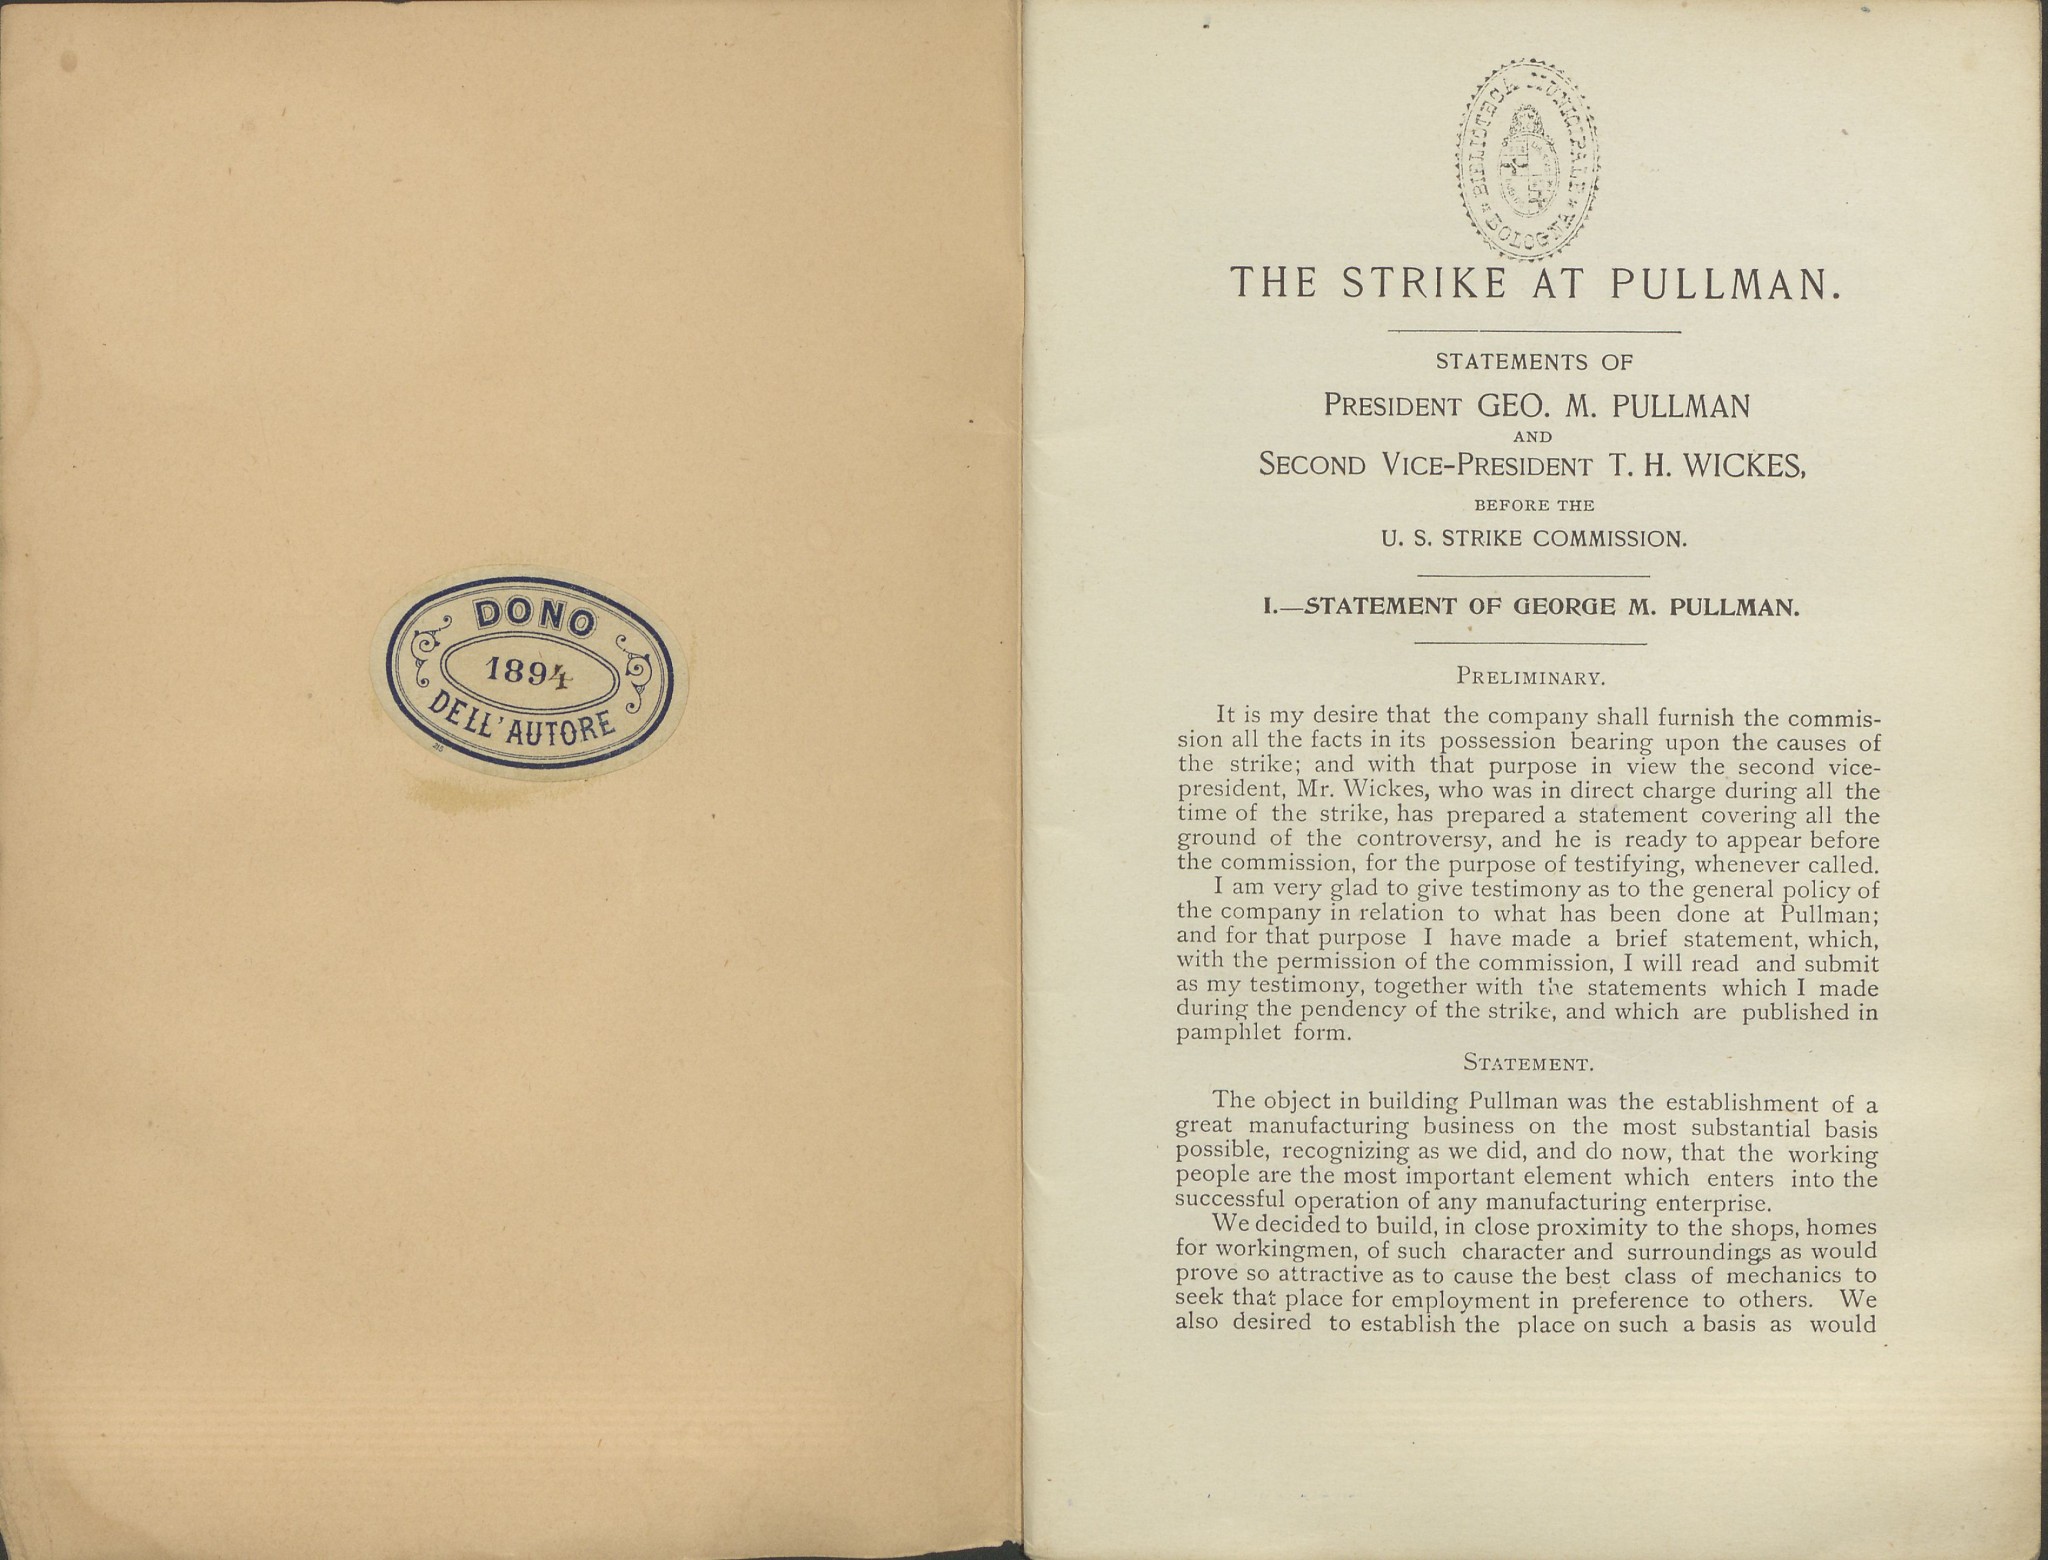 DONO
1894
DELL'AUTORE
BIBLIOTECA MUNICIPALE
BOLOGNA
THE STRIKE AT PULLMAN.
STATEMENTS OF
PRESIDENT GEO. M. PULLMAN
AND
SECOND VICE-PRESIDENT T. H. WICKES,
BEFORE THE
U. S. STRIKE COMMISSION.
I.—STATEMENT OF GEORGE M. PULLMAN.
PRELIMINARY.
It is my desire that the company shall furnish the commis-
sion all the facts in its possession bearing upon the causes of
the strike; and with that purpose in view the second vice-
president, Mr. Wickes, who was in direct charge during all the
time of the strike, has prepared a statement covering all the
ground of the controversy, and he is ready to appear before
the commission, for the purpose of testifying, whenever called.
I am very glad to give testimony as to the general policy of
the company in relation to what has been done at Pullman;
and for that purpose I have made a brief statement, which,
with the permission of the commission, I will read and submit
as my testimony, together with the statements which I made
during the pendency of the strike, and which are published in
pamphlet form.
STATEMENT.
The object in building Pullman was the establishment of a
great manufacturing business on the most substantial basis
possible, recognizing as we did, and do now, that the working
people are the most important element which enters into the
successful operation of any manufacturing enterprise.
We decided to build, in close proximity to the shops, homes
for workingmen, of such character and surroundings as would
prove so attractive as to cause the best class of mechanics to
seek that place for employment in preference to others. We
also desired to establish the place on such a basis as would